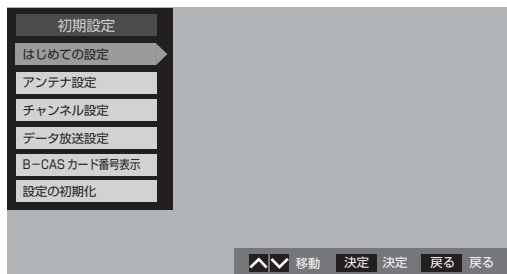 初期設定
はじめての設定
アンテナ設定
チャンネル設定
データ放送設定
B-CASカード番号表示
設定の初期化
移動 決定 決定 戻る 戻る